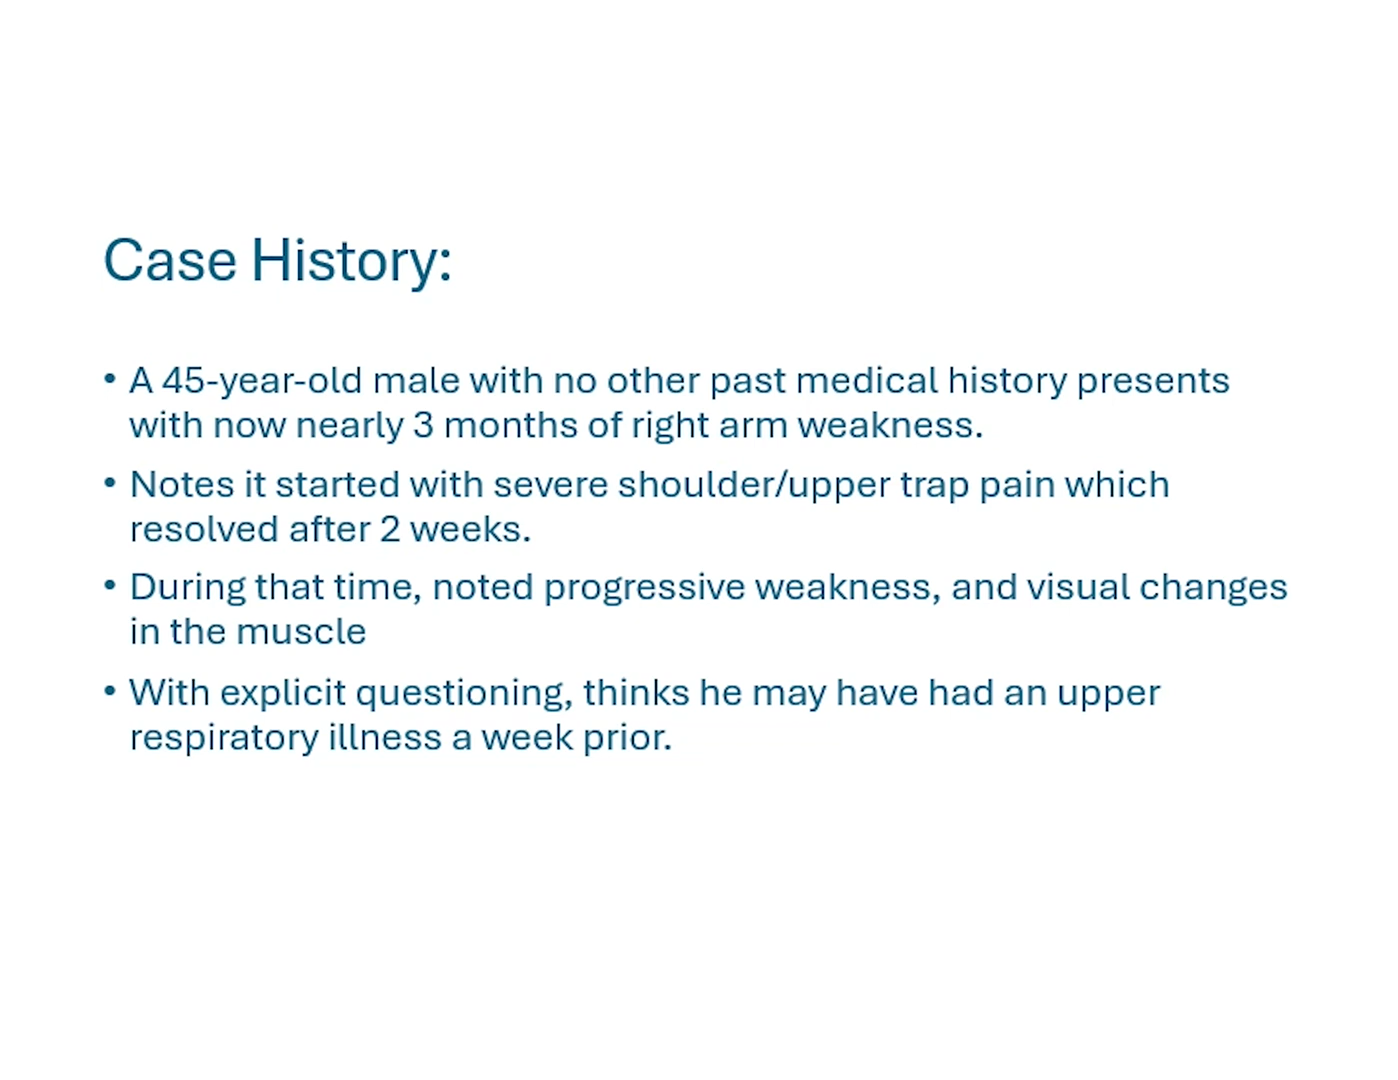 Case History:
• A 45-year-old male with no other past medical history presents
with now nearly 3 months of right arm weakness.
• Notes it started with severe shoulder/upper trap pain which
resolved after 2 weeks.
• During that time, noted progressive weakness, and visual changes
in the muscle
• With explicit questioning, thinks he may have had an upper
respiratory illness a week prior.